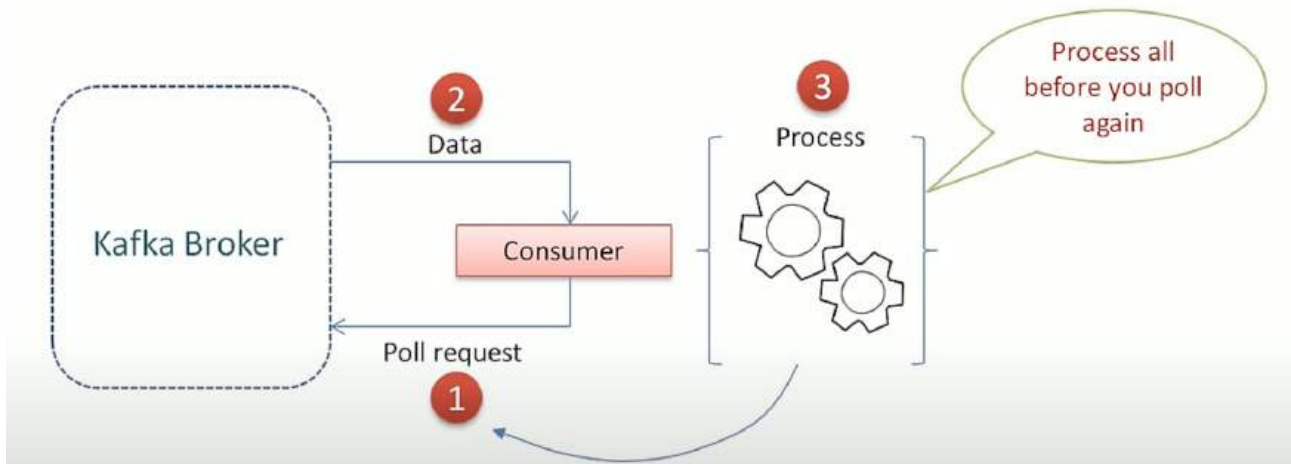 2
Data
3
Process
Process all
before you poll
again
Kafka Broker
Consumer
Poll request
1